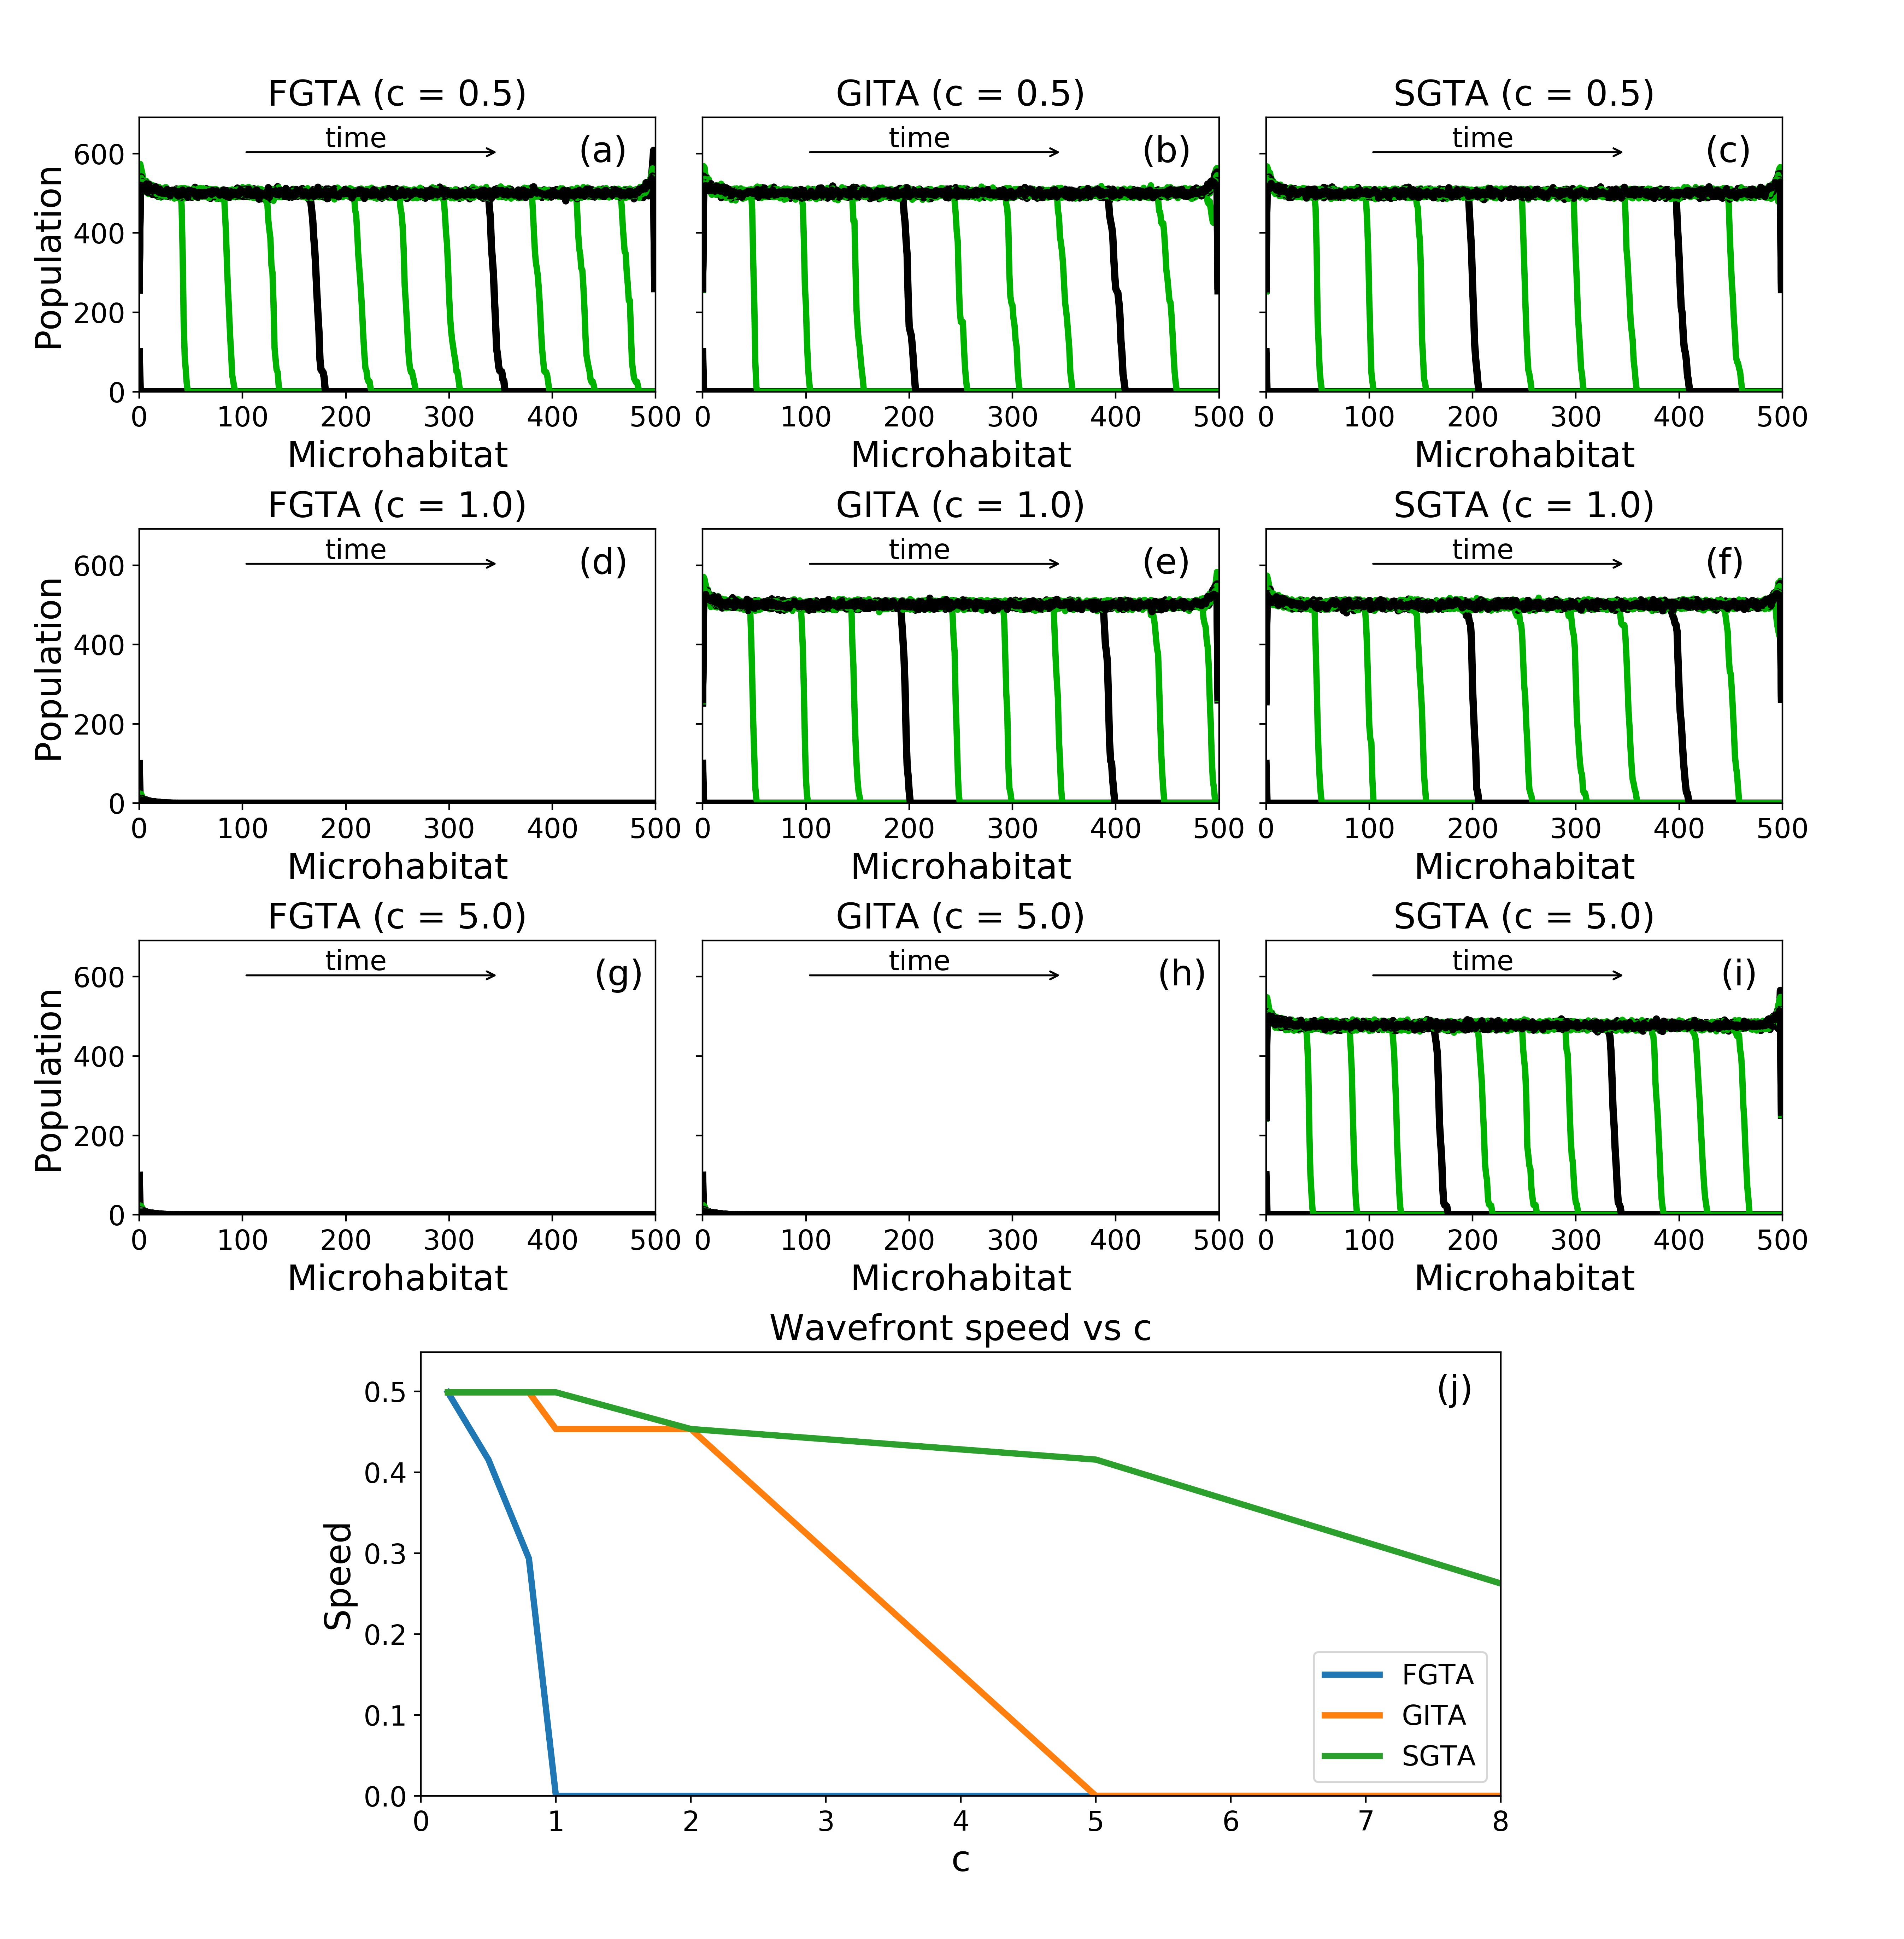 FGTA (c = 0.5)
GITA (c = 0.5)
SGTA (c = 0.5)
time
(a)
time
(b)
time
(c)
Population
600
400
200
0
0 100 200 300 400 500
0 100 200 300 400 500
0 100 200 300 400 500
Microhabitat
Microhabitat
Microhabitat
FGTA (c = 1.0)
GITA (c = 1.0)
SGTA (c = 1.0)
time
(d)
time
(e)
time
(f)
Population
600
400
200
0
0 100 200 300 400 500
0 100 200 300 400 500
0 100 200 300 400 500
Microhabitat
Microhabitat
Microhabitat
FGTA (c = 5.0)
GITA (c = 5.0)
SGTA (c = 5.0)
time
(g)
time
(h)
time
(i)
Population
600
400
200
0
0 100 200 300 400 500
0 100 200 300 400 500
0 100 200 300 400 500
Microhabitat
Microhabitat
Microhabitat
Wavefront speed vs c
(j)
Speed
0.5
0.4
0.3
0.2
0.1
0.0
FGTA
GITA
SGTA
0 1 2 3 4 5 6 7 8
c